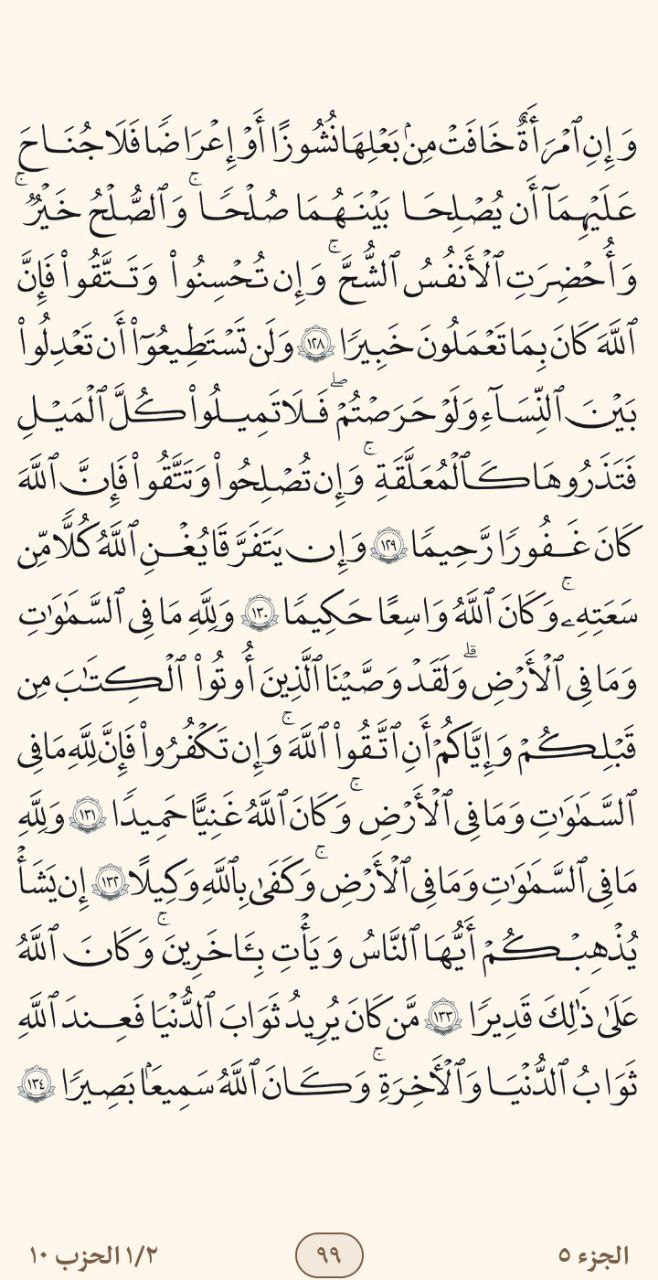 وَإِنِ ٱمْرَأَةٌ خَافَتْ مِنۢ بَعْلِهَا نُشُوزًا أَوْ إِعْرَاضًا فَلَا جُنَاحَ
عَلَيْهِمَآ أَن يُصْلِحَا بَيْنَهُمَا صُلْحًا ۚ وَٱلصُّلْحُ خَيْرٌ ۗ
وَأُحْضِرَتِ ٱلْأَنفُسُ ٱلشُّحَّ ۚ وَإِن تُحْسِنُوا۟ وَتَتَّقُوا۟ فَإِنَّ
ٱللَّهَ كَانَ بِمَا تَعْمَلُونَ خَبِيرًا ١٢٨ وَلَن تَسْتَطِيعُوٓا۟ أَن تَعْدِلُوا۟
بَيْنَ ٱلنِّسَآءِ وَلَوْ حَرَصْتُمْ ۖ فَلَا تَمِيلُوا۟ كُلَّ ٱلْمَيْلِ
فَتَذَرُوهَا كَٱلْمُعَلَّقَةِ ۚ وَإِن تُصْلِحُوا۟ وَتَتَّقُوا۟ فَإِنَّ ٱللَّهَ
كَانَ غَفُورًا رَّحِيمًا ١٢٩ وَإِن يَتَفَرَّقَا يُغْنِ ٱللَّهُ كُلًّا مِّن
سَعَتِهِۦ ۚ وَكَانَ ٱللَّهُ وَٰسِعًا حَكِيمًا ١٣٠ وَلِلَّهِ مَا فِى ٱلسَّمَٰوَٰتِ
وَمَا فِى ٱلْأَرْضِ ۗ وَلَقَدْ وَصَّيْنَا ٱلَّذِينَ أُوتُوا۟ ٱلْكِتَٰبَ مِن
قَبْلِكُمْ وَإِيَّاكُمْ أَنِ ٱتَّقُوا۟ ٱللَّهَ ۚ وَإِن تَكْفُرُوا۟ فَإِنَّ لِلَّهِ مَا فِى
ٱلسَّمَٰوَٰتِ وَمَا فِى ٱلْأَرْضِ ۚ وَكَانَ ٱللَّهُ غَنِيًّا حَمِيدًا ١٣١ وَلِلَّهِ
مَا فِى ٱلسَّمَٰوَٰتِ وَمَا فِى ٱلْأَرْضِ ۚ وَكَفَىٰ بِٱللَّهِ وَكِيلًا ١٣٢ إِن يَشَأْ
يُذْهِبْكُمْ أَيُّهَا ٱلنَّاسُ وَيَأْتِ بِـَٔاخَرِينَ ۚ وَكَانَ ٱللَّهُ
عَلَىٰ ذَٰلِكَ قَدِيرًا ١٣٣ مَّن كَانَ يُرِيدُ ثَوَابَ ٱلدُّنْيَا فَعِندَ ٱللَّهِ
ثَوَابُ ٱلدُّنْيَا وَٱلْءَاخِرَةِ ۚ وَكَانَ ٱللَّهُ سَمِيعًۢا بَصِيرًا ١٣٤
الجزء ٥
٩٩
١/٢ الحزب ١٠